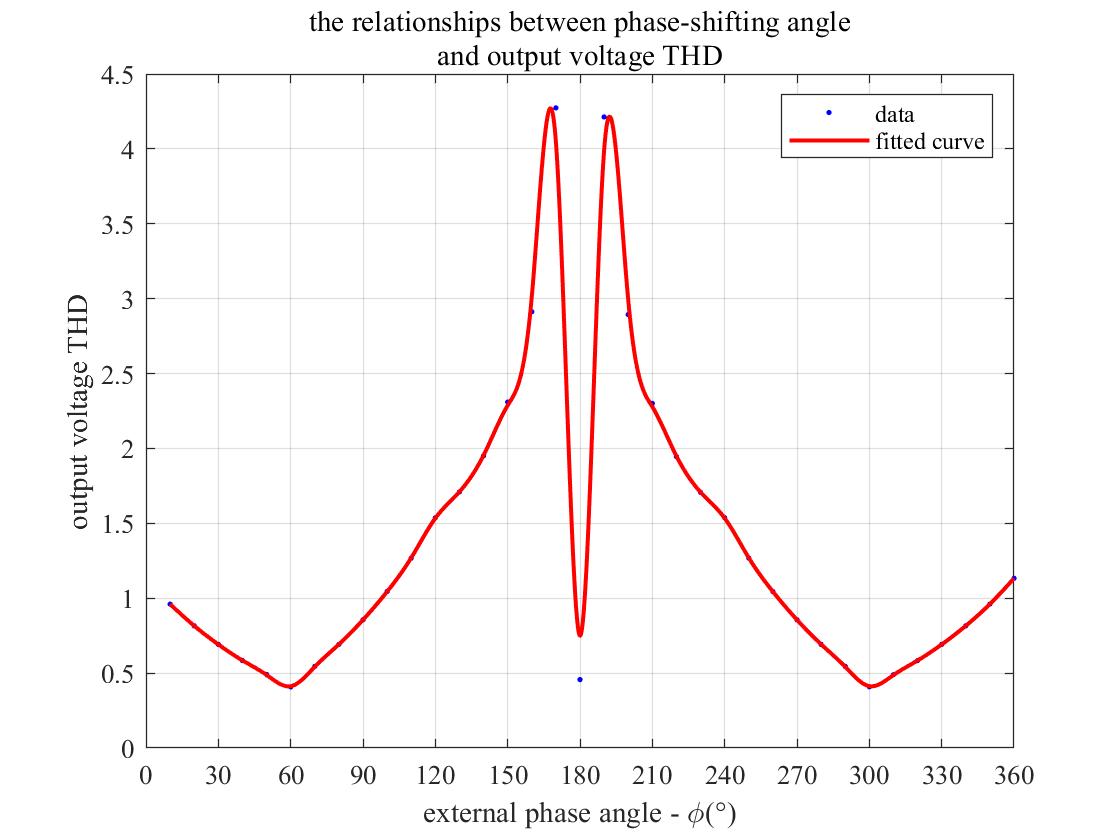 the relationships between phase-shifting angle
and output voltage THD
4.5
4
3.5
3
2.5
2
1.5
1
0.5
0
output voltage THD
data
fitted curve
0 30 60 90 120 150 180 210 240 270 300 330 360
external phase angle - ϕ(°)